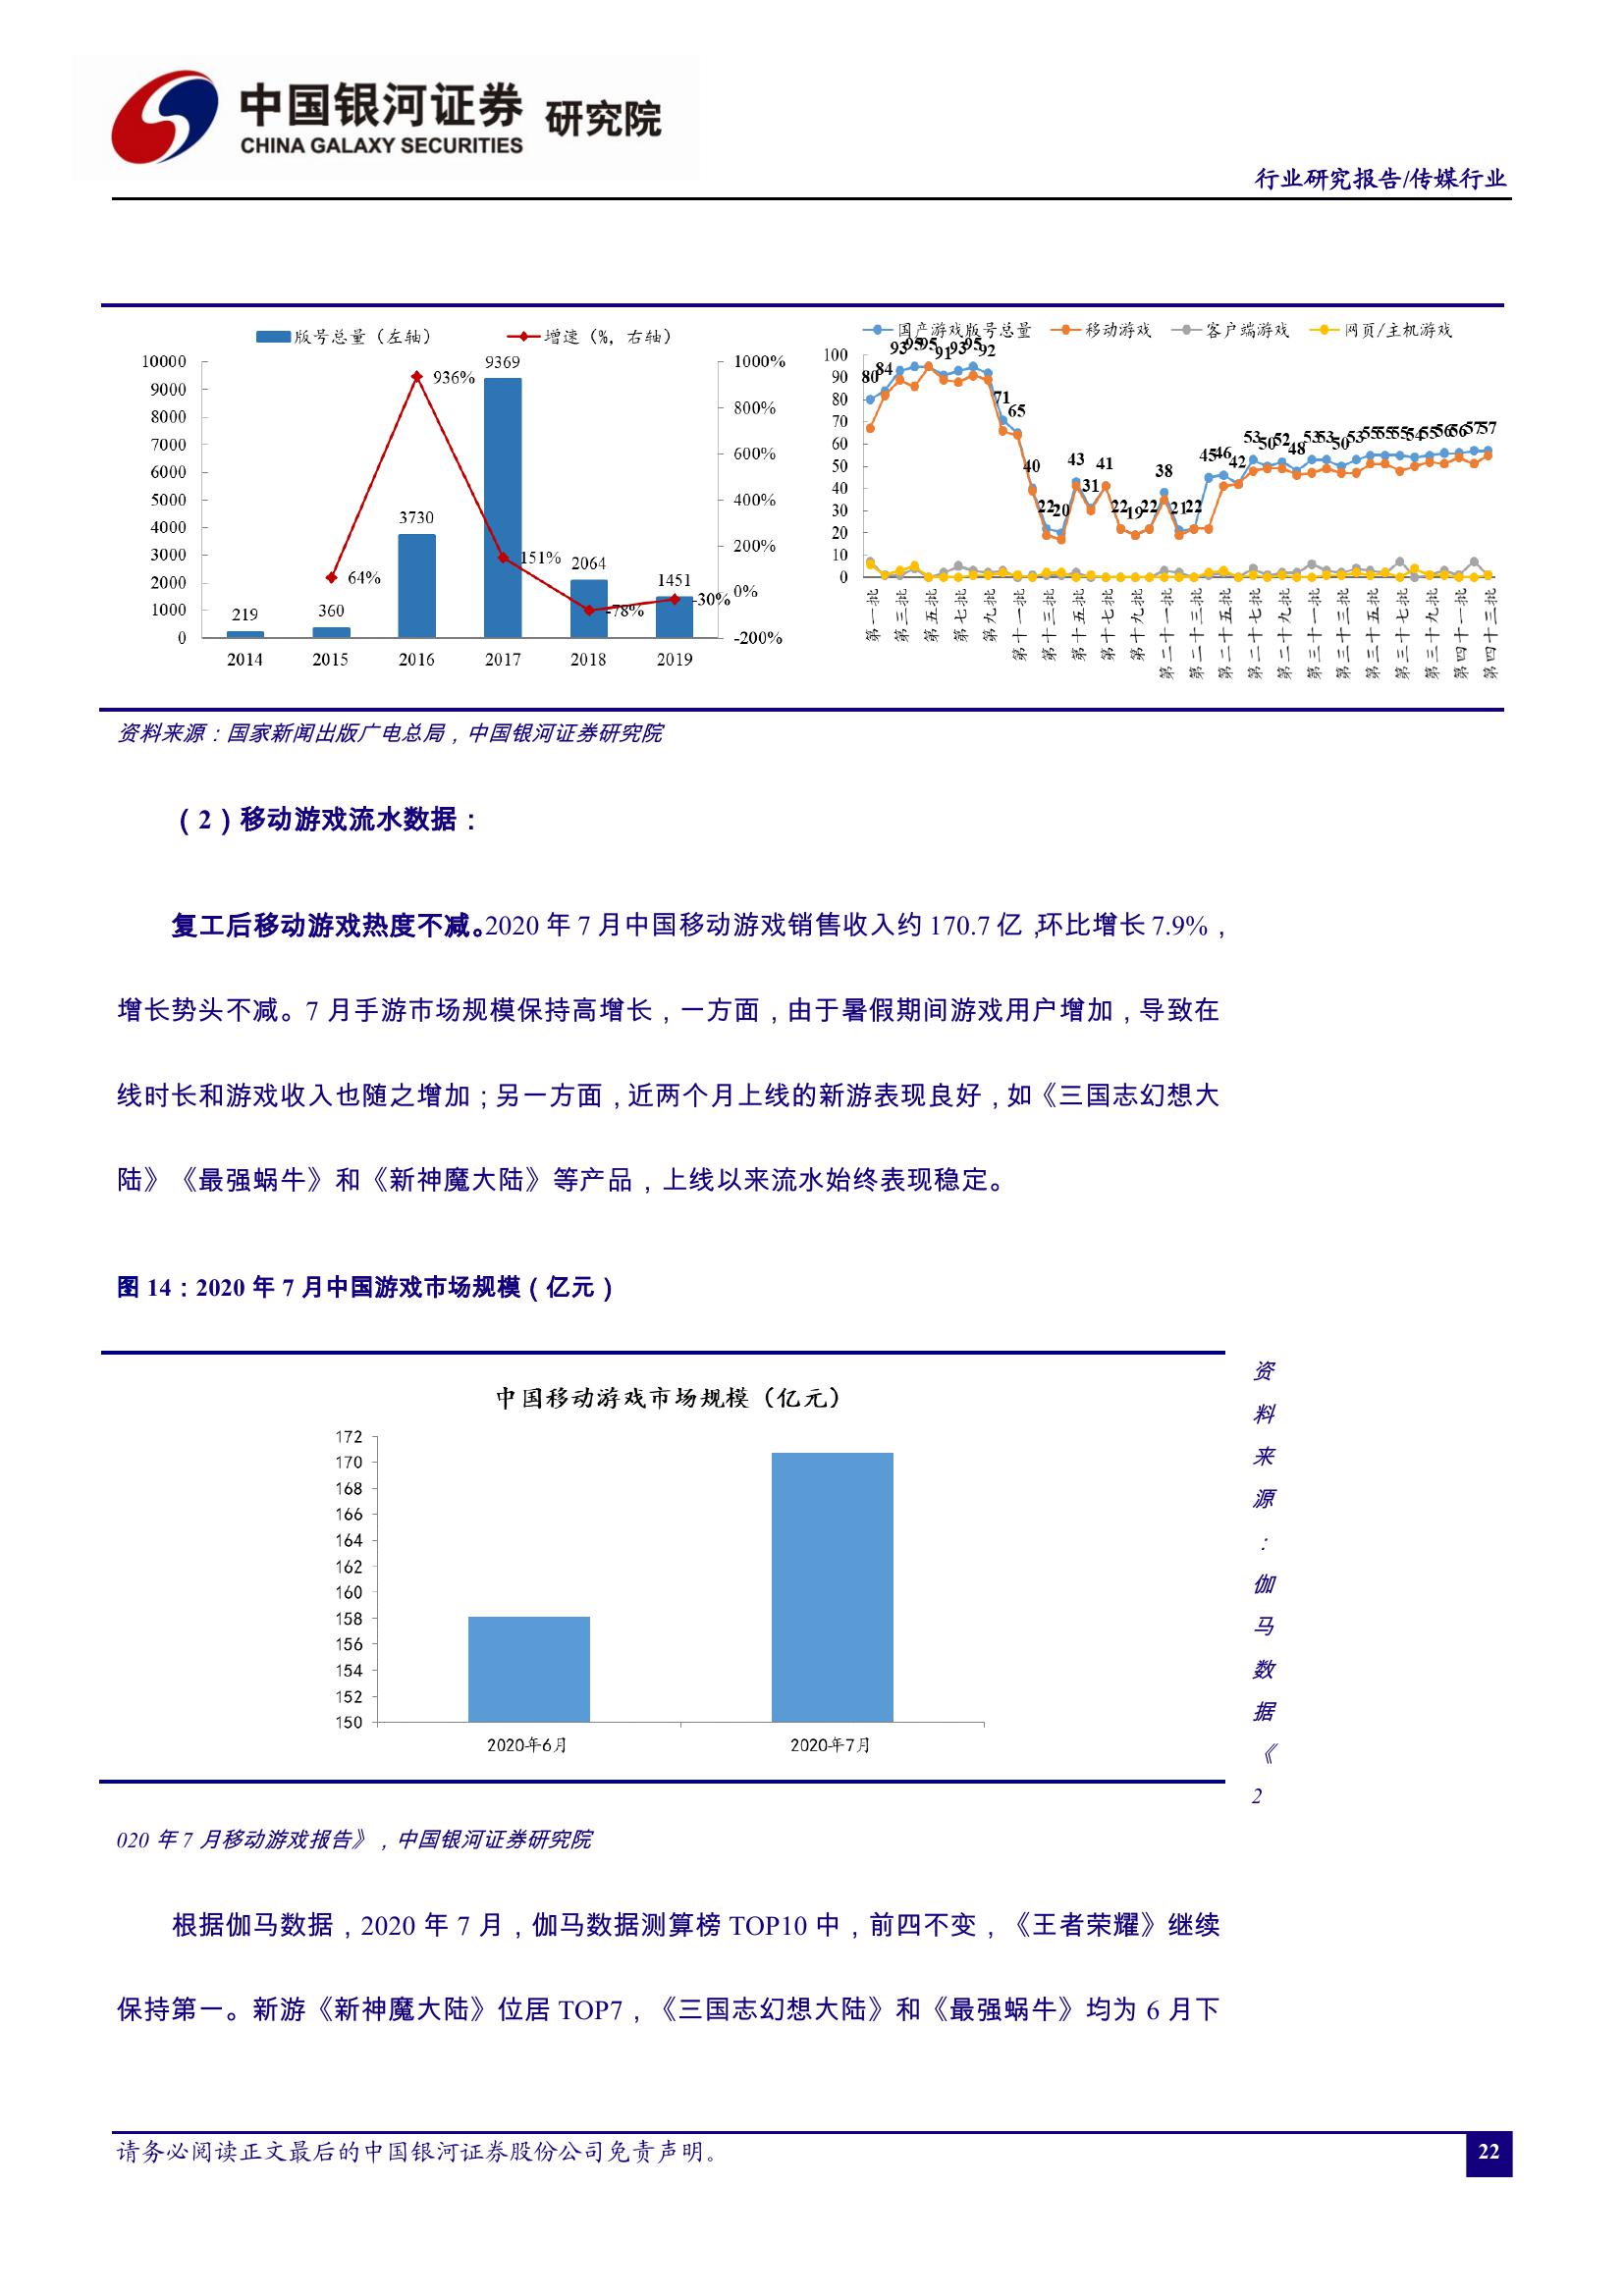 中国银河证券 研究院
CHINA GALAXY SECURITIES
行业研究报告/传媒行业
版号总量（左轴） 增速（%，右轴）
10000
9000
8000
7000
6000
5000
4000
3000
2000
1000
0
1000%
800%
600%
400%
200%
0%
-200%
219 360 3730 9369 2064 1451
64% 936% 151% -78% -30%
2014 2015 2016 2017 2018 2019
国产游戏版号总量 移动游戏 客户端游戏 网页/主机游戏
100
90
80
70
60
50
40
30
20
10
0
80 84 93 95 95 91 93 95 92 71 65 40 22 20 43 31 41 22 19 22 38 21 22 45 46 42 53 50 52 48 53 53 50 53 55 55 55 54 55 56 56 57 57
第一批 第三批 第五批 第七批 第九批 第十一批 第十三批 第十五批 第十七批 第十九批 第二十一批 第二十三批 第二十五批 第二十七批 第二十九批 第三十一批 第三十三批 第三十五批 第三十七批 第三十九批 第四十一批 第四十三批
资料来源：国家新闻出版广电总局，中国银河证券研究院
（2）移动游戏流水数据：
复工后移动游戏热度不减。2020 年 7 月中国移动游戏销售收入约 170.7 亿，环比增长 7.9%，
增长势头不减。7 月手游市场规模保持高增长，一方面，由于暑假期间游戏用户增加，导致在
线时长和游戏收入也随之增加；另一方面，近两个月上线的新游表现良好，如《三国志幻想大
陆》《最强蜗牛》和《新神魔大陆》等产品，上线以来流水始终表现稳定。
图 14：2020 年 7 月中国游戏市场规模（亿元）
中国移动游戏市场规模（亿元）
172
170
168
166
164
162
160
158
156
154
152
150
2020年6月 2020年7月
资
料
来
源
：
伽
马
数
据
《
2
020 年 7 月移动游戏报告》，中国银河证券研究院
根据伽马数据，2020 年 7 月，伽马数据测算榜 TOP10 中，前四不变，《王者荣耀》继续
保持第一。新游《新神魔大陆》位居 TOP7，《三国志幻想大陆》和《最强蜗牛》均为 6 月下
请务必阅读正文最后的中国银河证券股份公司免责声明。
22